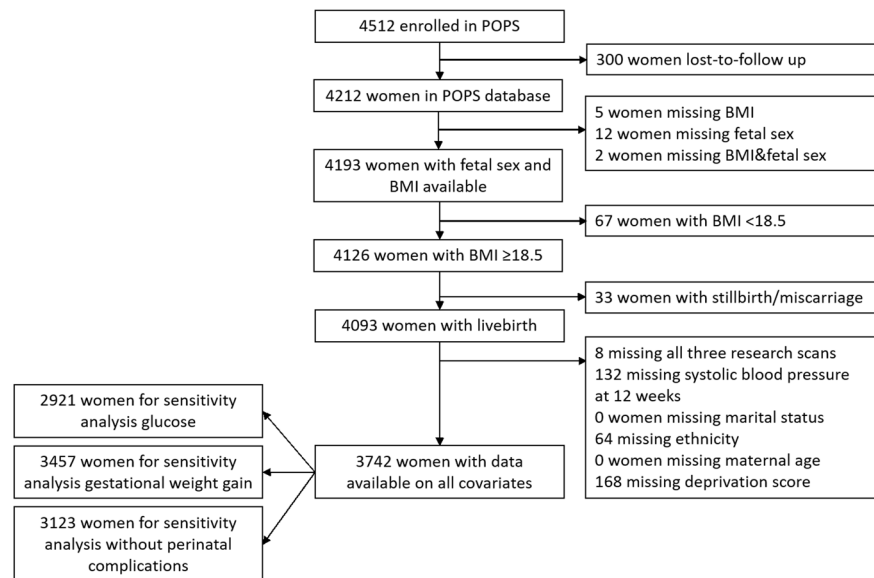 4512 enrolled in POPS
300 women lost-to-follow up
4212 women in POPS database
5 women missing BMI
12 women missing fetal sex
2 women missing BMI&fetal sex
4193 women with fetal sex and
BMI available
67 women with BMI <18.5
4126 women with BMI ≥18.5
33 women with stillbirth/miscarriage
4093 women with livebirth
8 missing all three research scans
132 missing systolic blood pressure
at 12 weeks
0 women missing marital status
64 missing ethnicity
0 women missing maternal age
168 missing deprivation score
3742 women with data
available on all covariates
2921 women for sensitivity
analysis glucose
3457 women for sensitivity
analysis gestational weight gain
3123 women for sensitivity
analysis without perinatal
complications